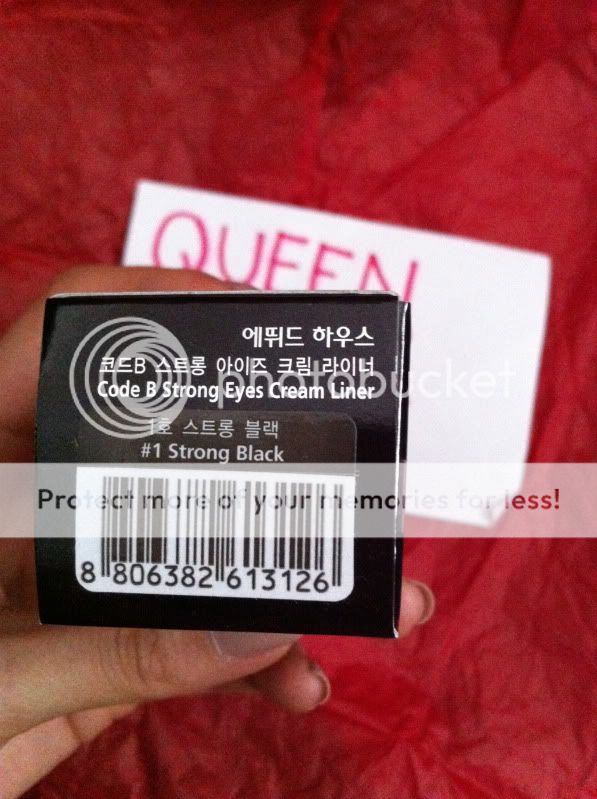 QUEEN
에뛰드 하우스
코드B 스트롱 아이즈 크림 라이너
Code B Strong Eyes Cream Liner
1호 스트롱 블랙
#1 Strong Black
8 806382 613126
photobucket
Protect more of your memories for less!